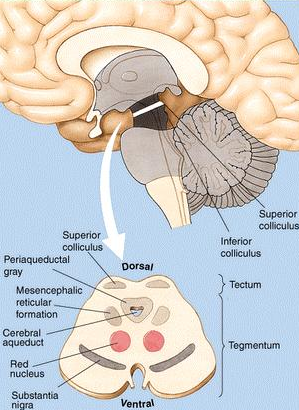 Superior
colliculus
Inferior
colliculus
Superior
colliculus
Dorsal
Periaqueductal
gray
Tectum
Mesencephalic
reticular
formation
Cerebral
aqueduct
Tegmentum
Red
nucleus
Substantia
nigra
Ventral